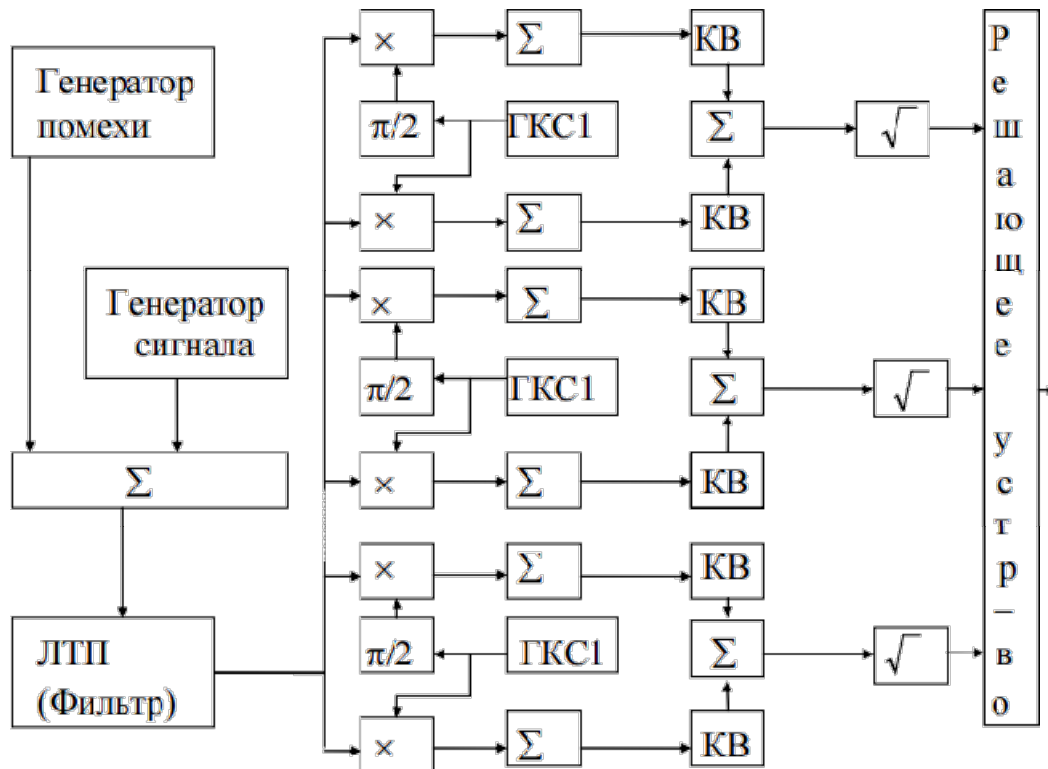 Генератор
помехи
Генератор
сигнала
Σ
ЛТП
(Фильтр)
×
Σ
КВ
π/2
ГКС1
Σ
√
×
Σ
КВ
×
Σ
КВ
π/2
ГКС1
Σ
√
×
Σ
КВ
×
Σ
КВ
π/2
ГКС1
Σ
√
×
Σ
КВ
Р
е
ш
а
ю
щ
е
е
у
с
т
р
–
в
о